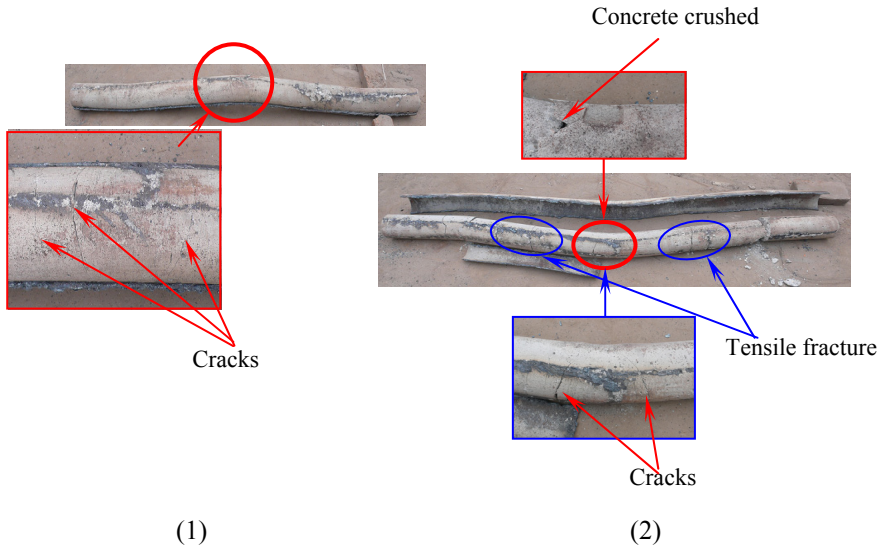 Concrete crushed
Cracks
Tensile fracture
Cracks
(1)
(2)